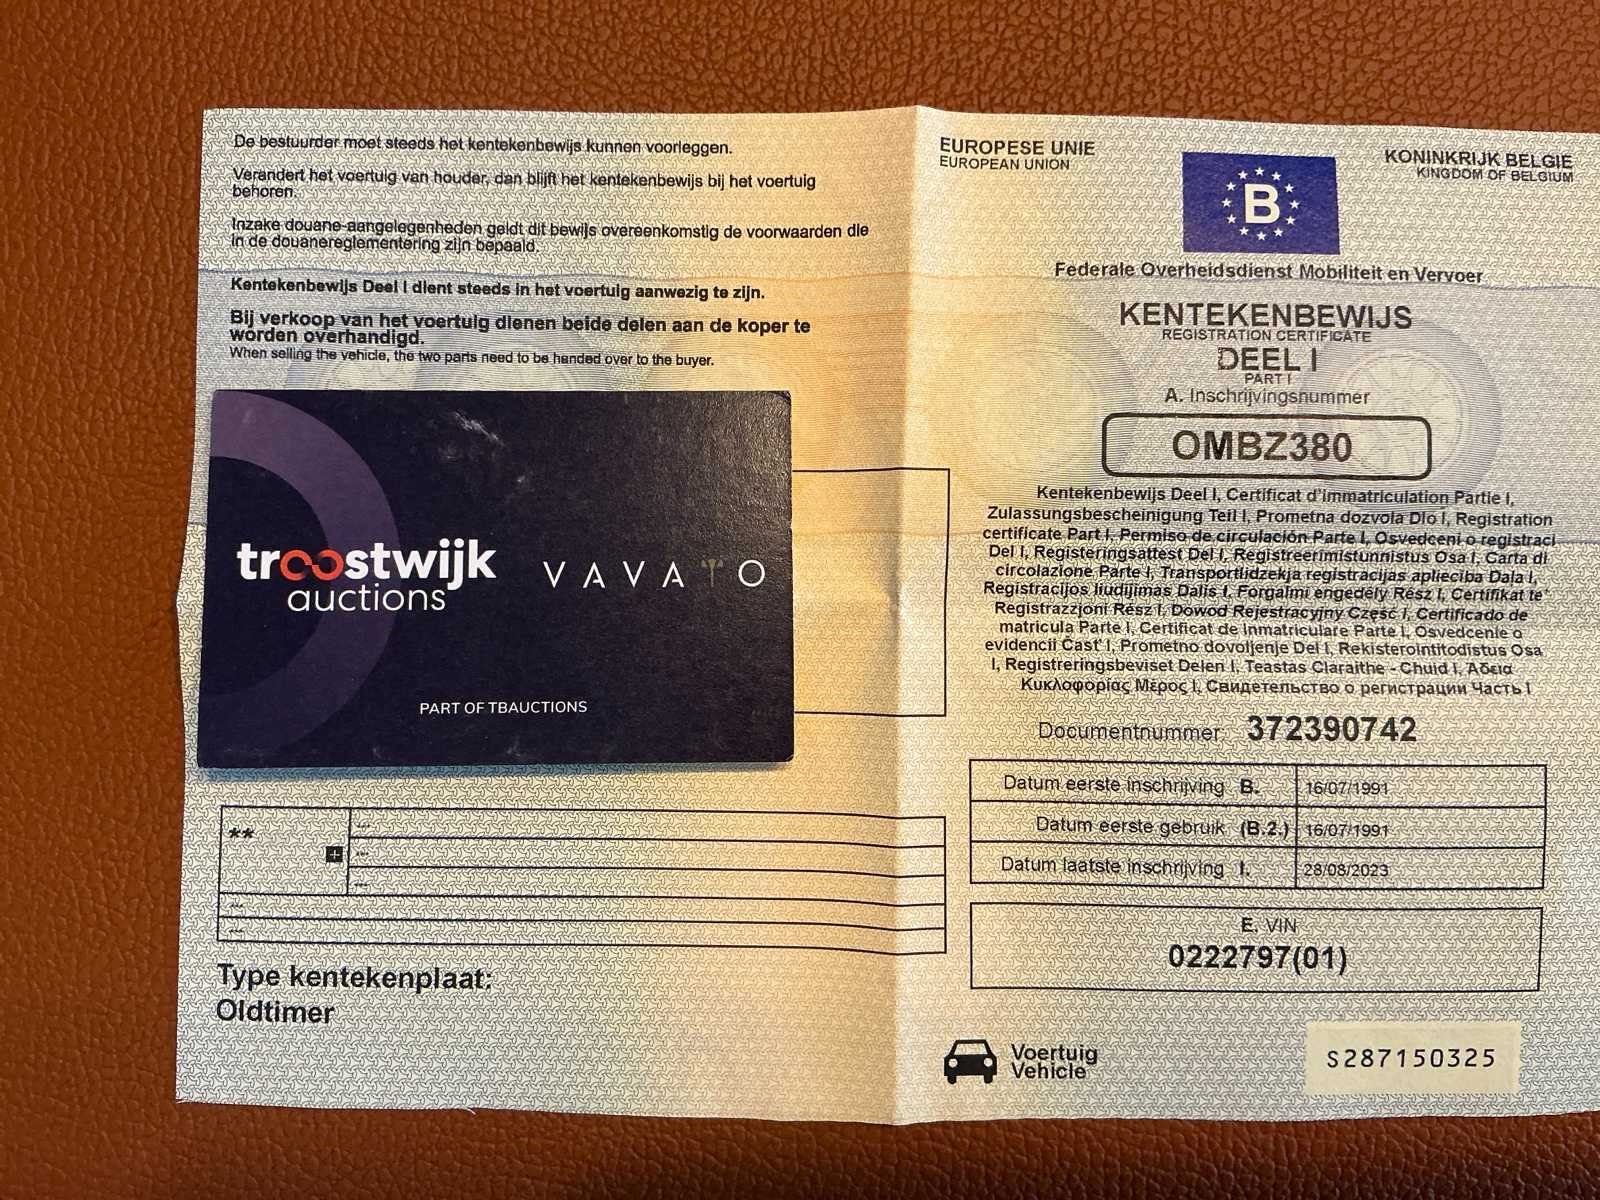 De bestuurder moet steeds het kentekenbewijs kunnen voorleggen.
Verandert het voertuig van houder, dan blijft het kentekenbewijs bij het voertuig
behoren.
Inzake douane-aangelegenheden geldt dit bewijs overeenkomstig de voorwaarden die
in de douanereglementering zijn bepaald.
Kentekenbewijs Deel I dient steeds in het voertuig aanwezig te zijn.
Bij verkoop van het voertuig dienen beide delen aan de koper te
worden overhandigd.
When selling the vehicle, the two parts need to be handed over to the buyer.
troostwijk
auctions
VAVATO
PART OF TBAUCTIONS
**
+
---
---
---
---
---
Type kentekenplaat:
Oldtimer
EUROPESE UNIE
EUROPEAN UNION
B
KONINKRIJK BELGIE
KINGDOM OF BELGIUM
Federale Overheidsdienst Mobiliteit en Vervoer
KENTEKENBEWIJS
REGISTRATION CERTIFICATE
DEEL I
PART I
A. Inschrijvingsnummer
OMBZ380
Kentekenbewijs Deel I, Certificat d'immatriculation Partie I,
Zulassungsbescheinigung Teil I, Prometna dozvola Dio I, Registration
certificate Part I, Permiso de circulación Parte I, Osvedceni o registraci
Del I, Registeringsattest Del I, Registreerimistunnistus Osa I, Carta di
circolazione Parte I, Transportlidzekja registracijas aplieciba Dala I,
Registracijos liudijimas Dalis I, Forgalmi engedély Rész I, Certifikat te'
Registrazzjoni Rész I, Dowod Rejestracyjny Część I, Certificado de
matricula Parte I, Certificat de Inmatriculare Parte I, Osvedcenie o
evidencii Cast' I, Prometno dovoljenje Del I, Rekisterointitodistus Osa
I, Registreringsbeviset Delen I, Teastas Claraithe - Chuid I, Άδεια
Κυκλοφορίας Μέρος I, Свидетельство о регистрации Часть I
Documentnummer 372390742
Datum eerste inschrijving B. 16/07/1991
Datum eerste gebruik (B.2.) 16/07/1991
Datum laatste inschrijving I. 28/08/2023
E. VIN
0222797(01)
Voertuig
Vehicle
S287150325